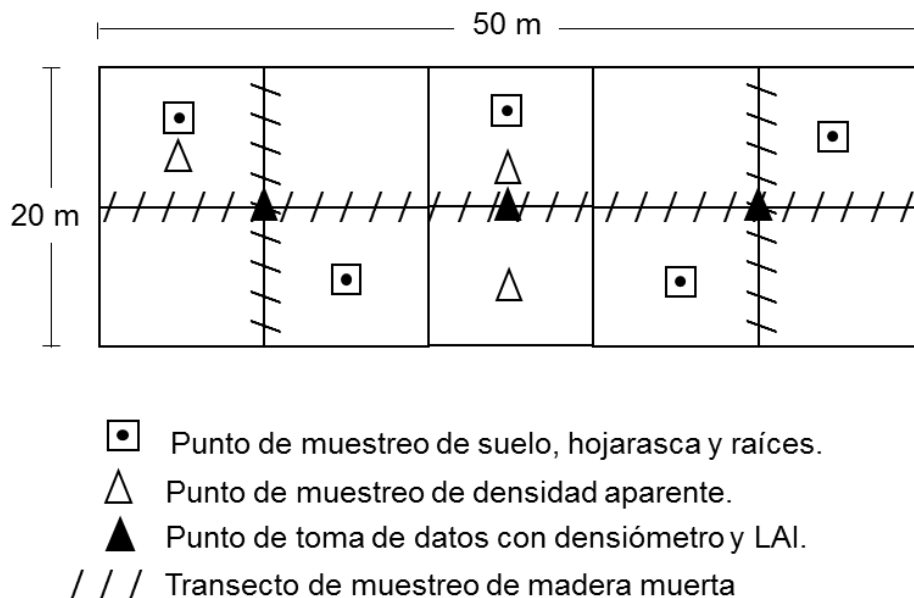 50 m
20 m
Punto de muestreo de suelo, hojarasca y raíces.
Punto de muestreo de densidad aparente.
Punto de toma de datos con densiómetro y LAI.
Transecto de muestreo de madera muerta